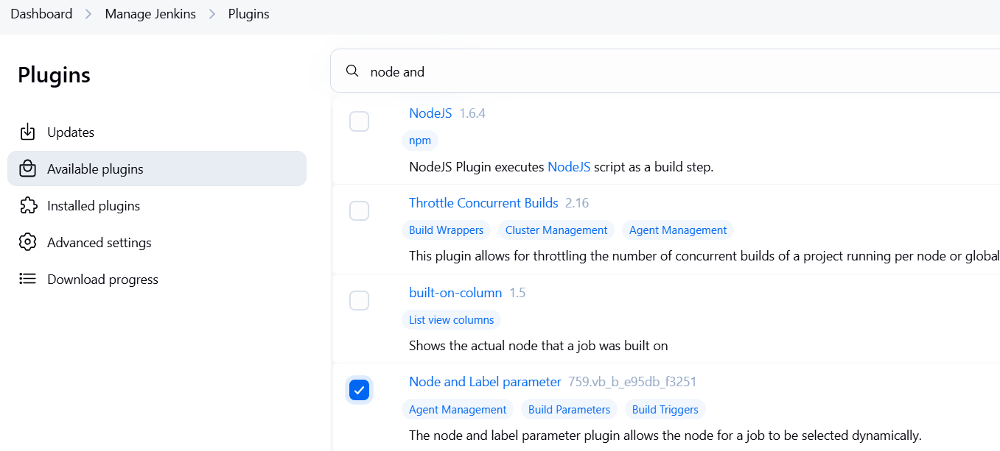 Dashboard > Manage Jenkins > Plugins
Plugins
Updates
Available plugins
Installed plugins
Advanced settings
Download progress
node and
NodeJS 1.6.4
npm
NodeJS Plugin executes NodeJS script as a build step.
Throttle Concurrent Builds 2.16
Build Wrappers Cluster Management Agent Management
This plugin allows for throttling the number of concurrent builds of a project running per node or global
built-on-column 1.5
List view columns
Shows the actual node that a job was built on
Node and Label parameter 759.vb_b_e95db_f3251
Agent Management Build Parameters Build Triggers
The node and label parameter plugin allows the node for a job to be selected dynamically.